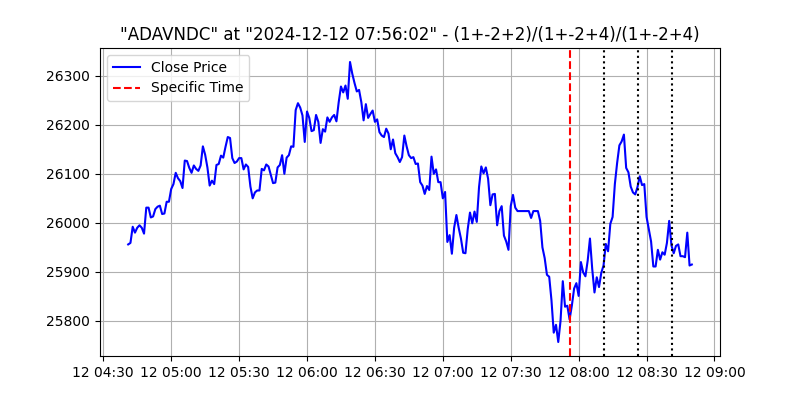 "ADAVNDC" at "2024-12-12 07:56:02" - (1+-2+2)/(1+-2+4)/(1+-2+4)
Close Price
Specific Time
26300
26200
26100
26000
25900
25800
12 04:30 12 05:00 12 05:30 12 06:00 12 06:30 12 07:00 12 07:30 12 08:00 12 08:30 12 09:00